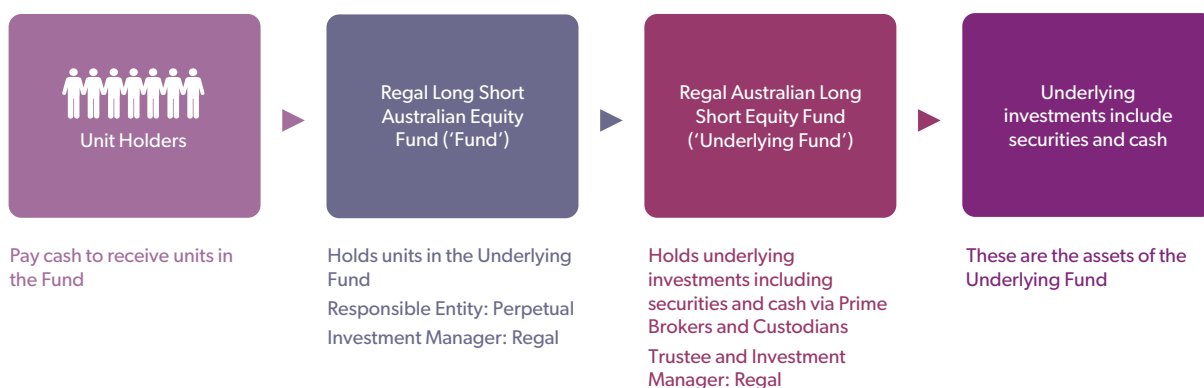 Unit Holders
Regal Long Short
Australian Equity
Fund (‘Fund’)
Regal Australian Long
Short Equity Fund
(‘Underlying Fund’)
Underlying
investments include
securities and cash
Pay cash to receive units in
the Fund
Holds units in the Underlying
Fund
Responsible Entity: Perpetual
Investment Manager: Regal
Holds underlying
investments including
securities and cash via Prime
Brokers and Custodians
Trustee and Investment
Manager: Regal
These are the assets of the
Underlying Fund